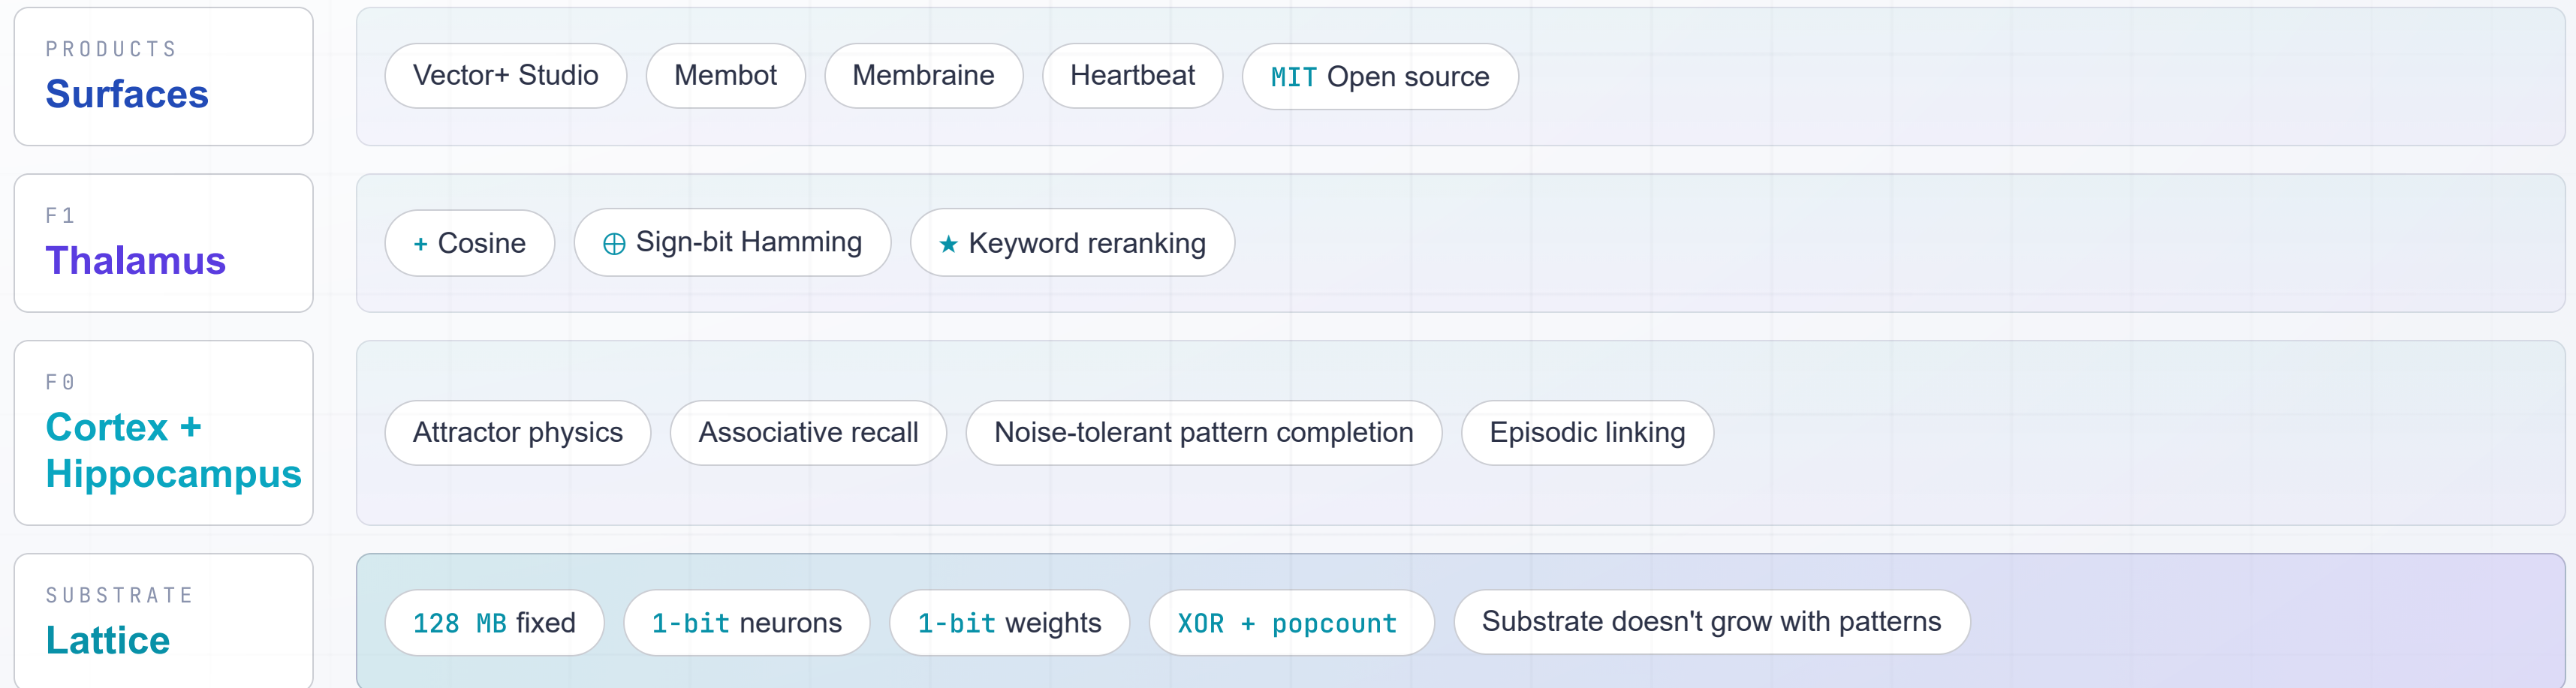 PRODUCTS
Surfaces
Vector+ Studio
Membot
Membraine
Heartbeat
MIT Open source
F1
Thalamus
+ Cosine
⊕ Sign-bit Hamming
★ Keyword reranking
F0
Cortex +
Hippocampus
Attractor physics
Associative recall
Noise-tolerant pattern completion
Episodic linking
SUBSTRATE
Lattice
128 MB fixed
1-bit neurons
1-bit weights
XOR + popcount
Substrate doesn't grow with patterns